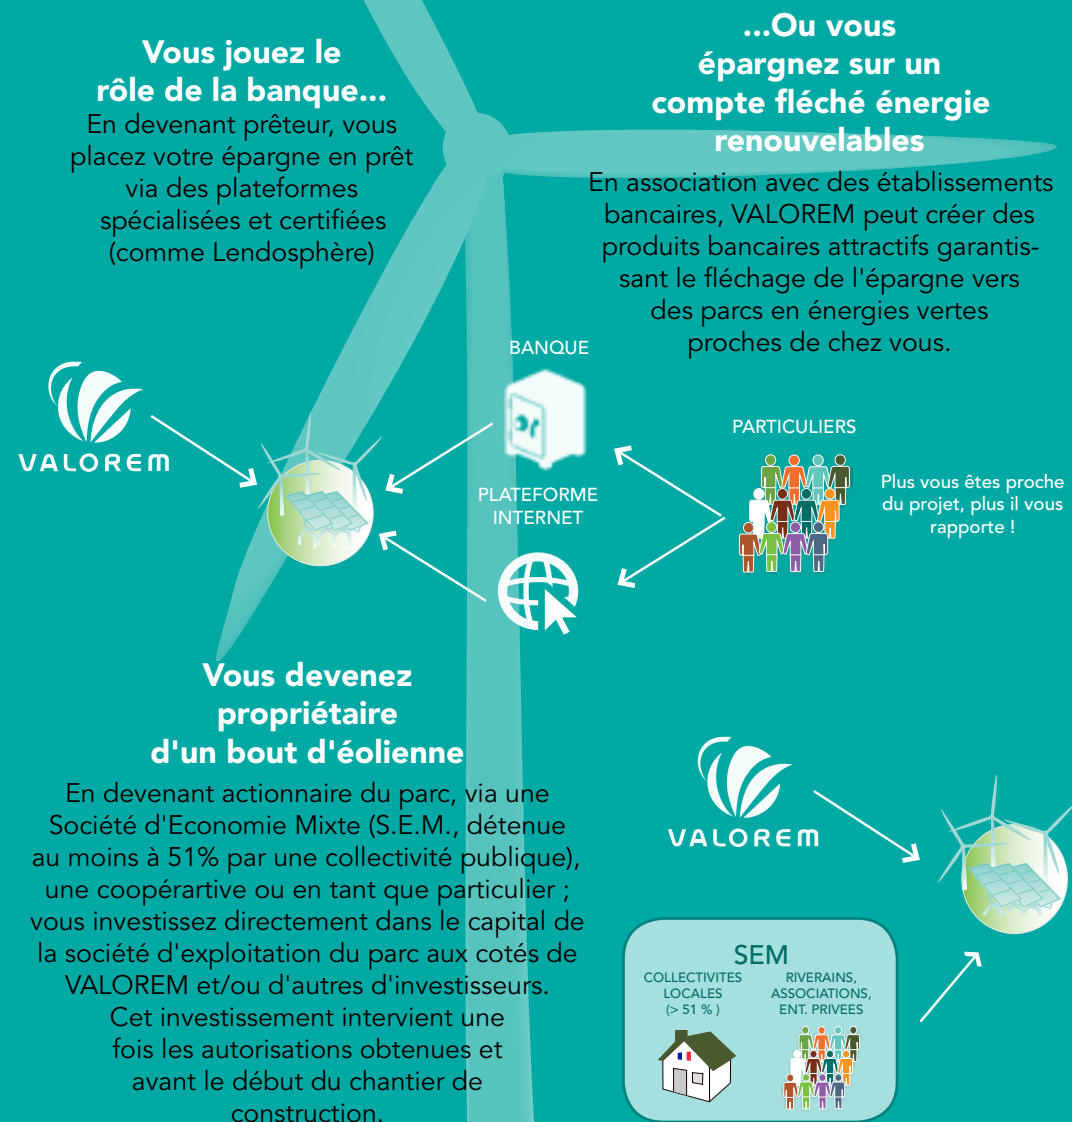 Vous jouez le
rôle de la banque...
En devenant prêteur, vous
placez votre épargne en prêt
via des plateformes
spécialisées et certifiées
(comme Lendosphère)
...Ou vous
épargnez sur un
compte fléché énergie
renouvelables
En association avec des établissements
bancaires, VALOREM peut créer des
produits bancaires attractifs garantis-
sant le fléchage de l'épargne vers
des parcs en énergies vertes
proches de chez vous.
VALOREM
BANQUE
PLATEFORME
INTERNET
PARTICULIERS
Plus vous êtes proche
du projet, plus il vous
rapporte !
Vous devenez
propriétaire
d'un bout d'éolienne
En devenant actionnaire du parc, via une
Société d'Economie Mixte (S.E.M., détenue
au moins à 51% par une collectivité publique),
une coopérartive ou en tant que particulier ;
vous investissez directement dans le capital de
la société d'exploitation du parc aux cotés de
VALOREM et/ou d'autres d'investisseurs.
Cet investissement intervient une
fois les autorisations obtenues et
avant le début du chantier de
construction.
VALOREM
SEM
COLLECTIVITES
LOCALES
(> 51 % )
RIVERAINS,
ASSOCIATIONS,
ENT. PRIVEES